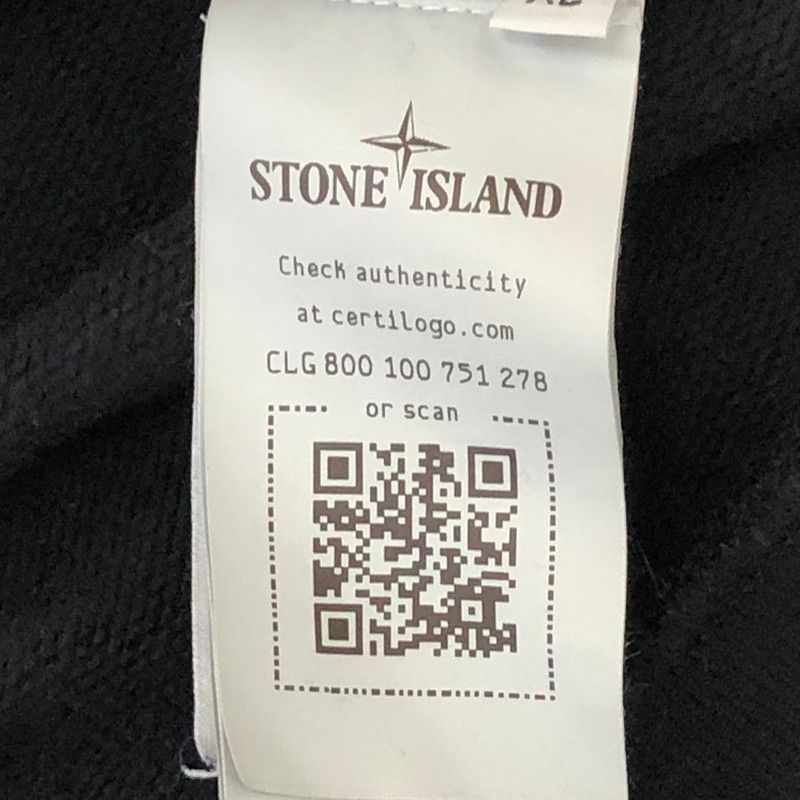 STONE ISLAND
Check authenticity
at certilogo.com
CLG 800 100 751 278
or scan